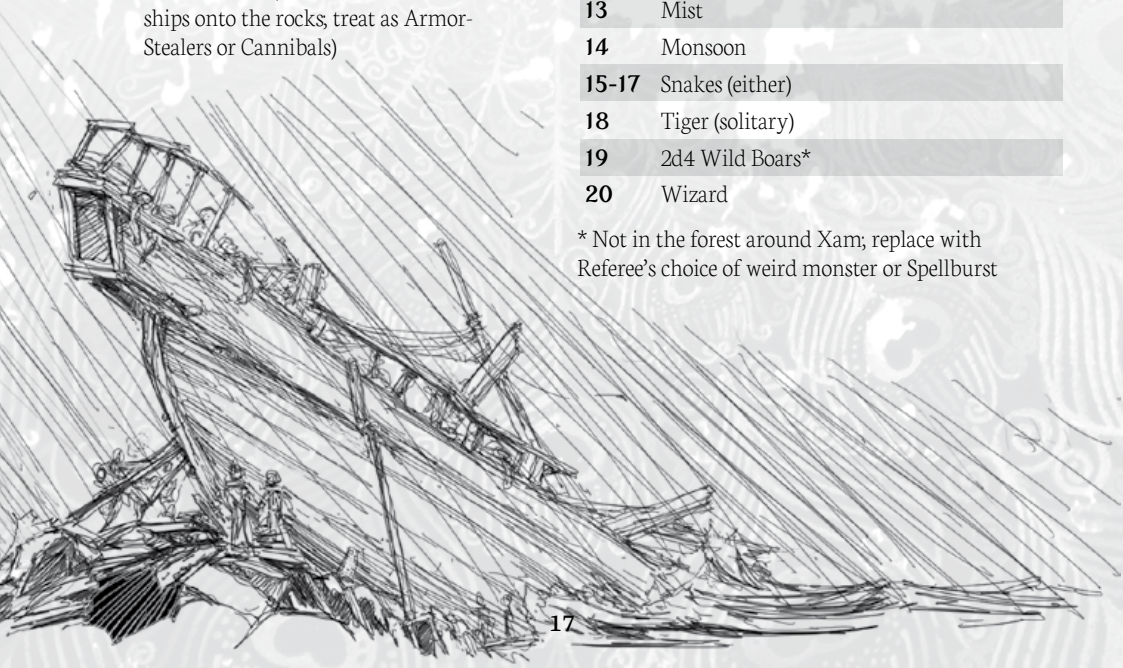 ships onto the rocks, treat as Armor-
Stealers or Cannibals)
13 Mist
14 Monsoon
15-17 Snakes (either)
18 Tiger (solitary)
19 2d4 Wild Boars*
20 Wizard
* Not in the forest around Xam; replace with
Referee's choice of weird monster or Spellburst
17